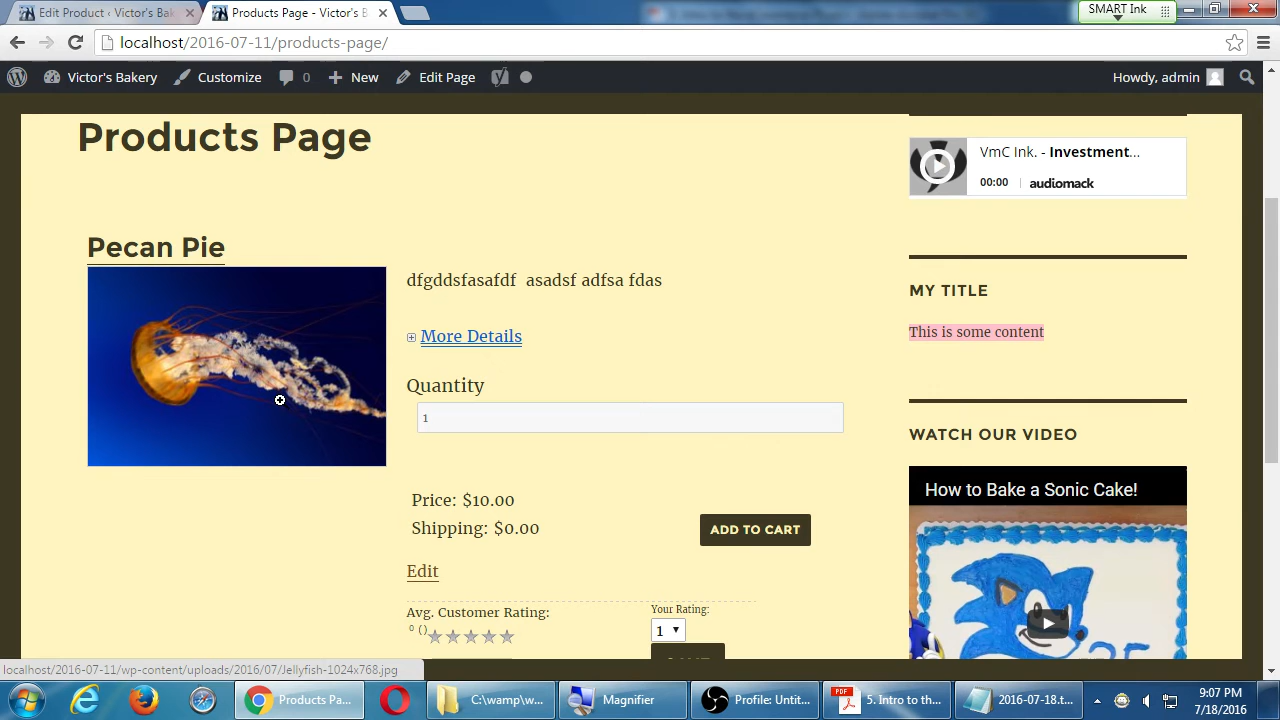 Edit Product ‹ Victor's Bak
Products Page - Victor's B
SMART Ink
localhost/2016-07-11/products-page/
Victor's Bakery
Customize
0
New
Edit Page
Howdy, admin
Products Page
VmC Ink. - Investment...
00:00
audiomack
Pecan Pie
dfgddsfasafdf asadsf adfsa fdas
More Details
Quantity
1
Price: $10.00
Shipping: $0.00
ADD TO CART
Edit
Avg. Customer Rating:
0 ()
Your Rating:
1
MY TITLE
This is some content
WATCH OUR VIDEO
How to Bake a Sonic Cake!
localhost/2016-07-11/wp-content/uploads/2016/07/Jellyfish-1024x768.jpg
Products Pa...
C:\wamp\w...
Magnifier
Profile: Untit...
PDF
5. Intro to th...
2016-07-18.t...
9:07 PM
7/18/2016